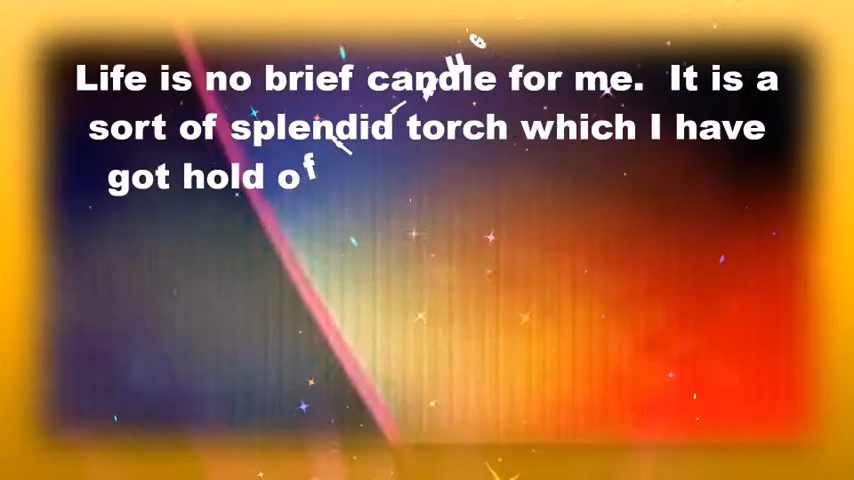 Life is no brief candle for me. It is a
sort of splendid torch which I have
got hold of